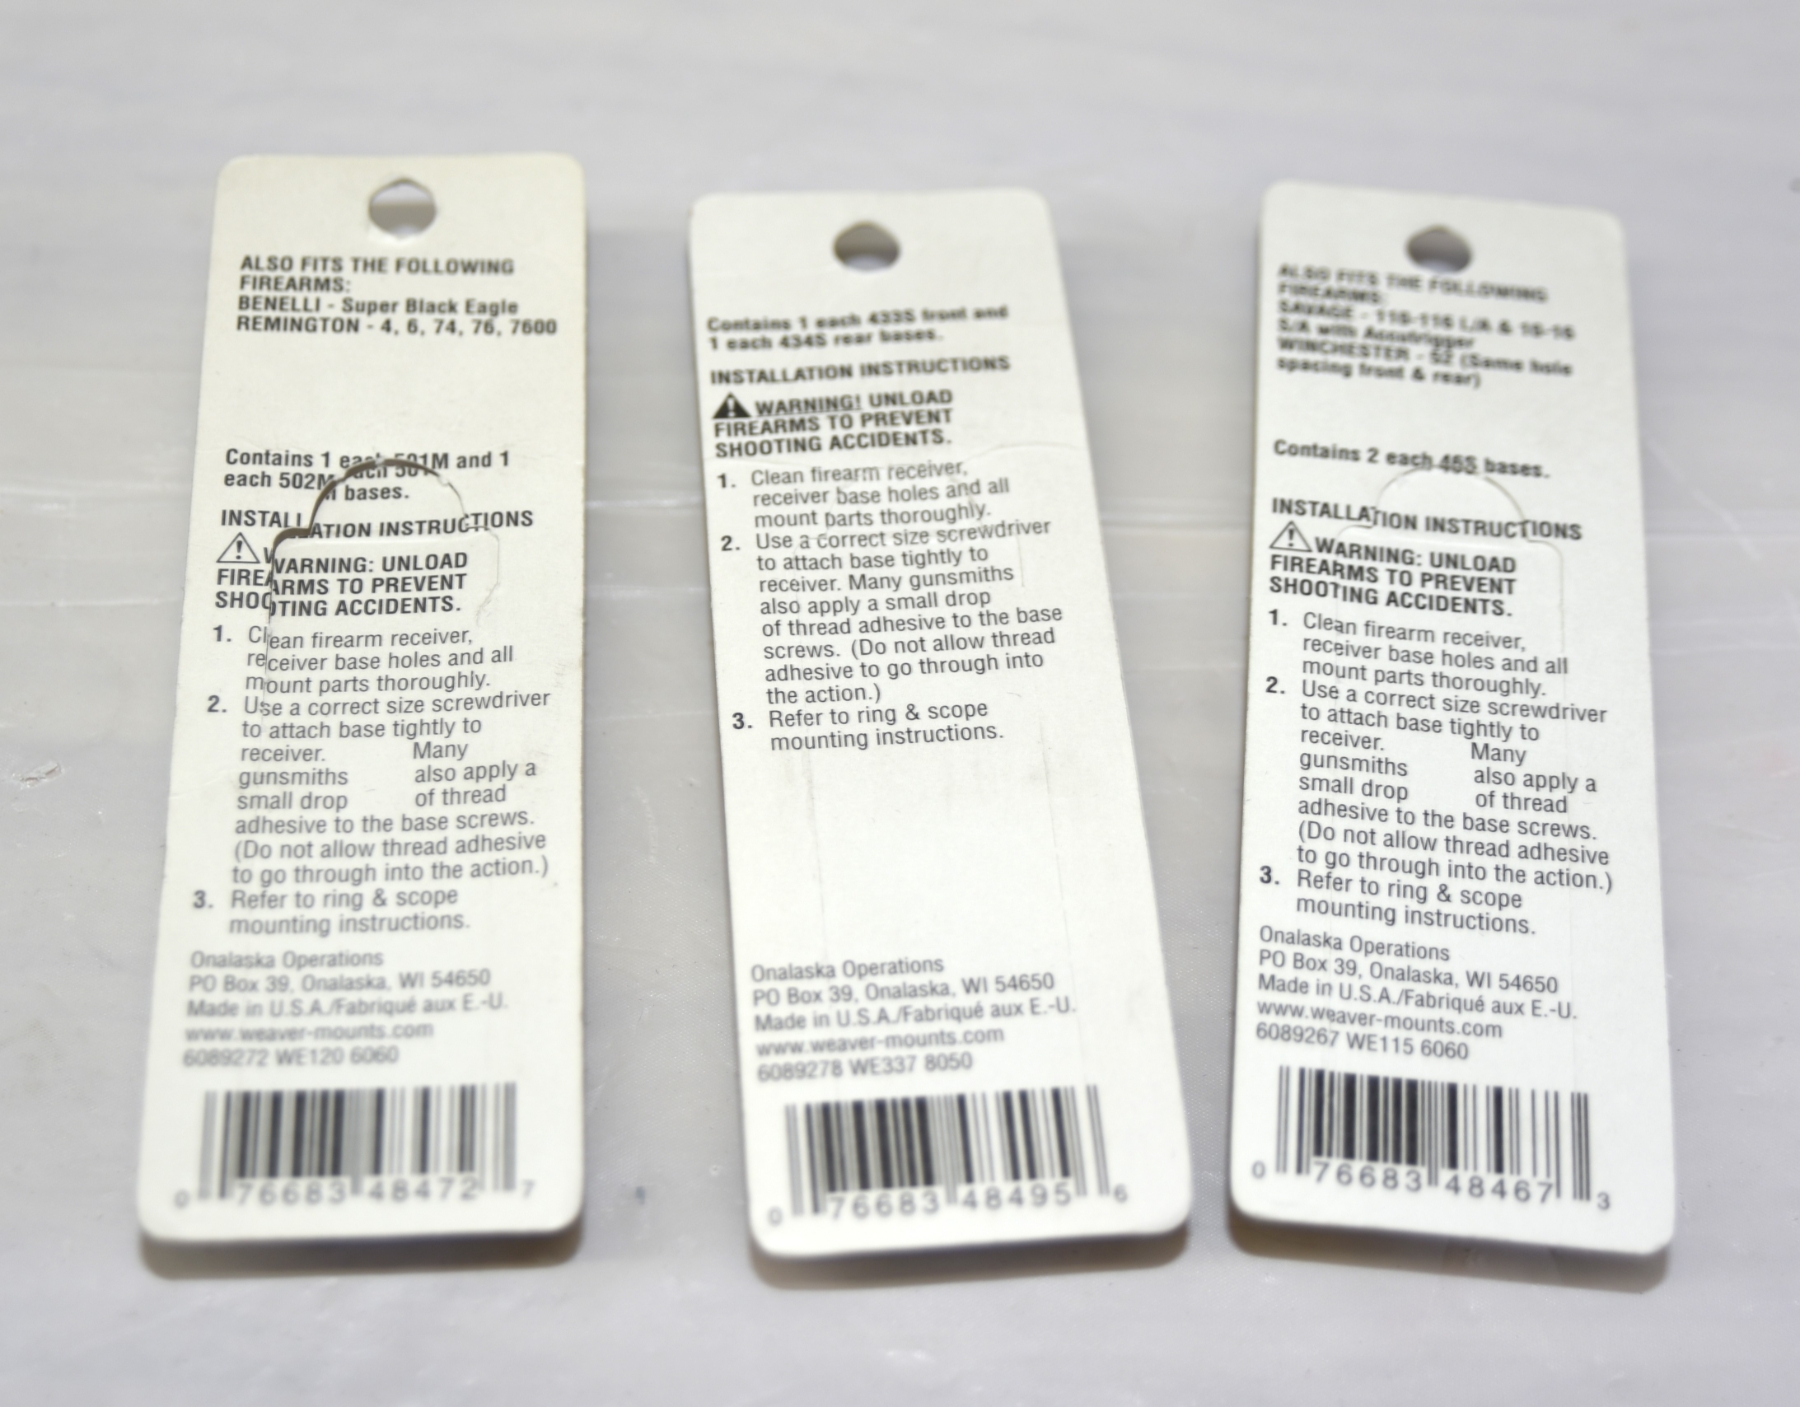 ALSO FITS THE FOLLOWING
FIREARMS:
BENELLI - Super Black Eagle
REMINGTON - 4, 6, 74, 76, 7600
Contains 1 each 501M and 1
each 502M bases.
INSTALLATION INSTRUCTIONS
WARNING: UNLOAD
FIREARMS TO PREVENT
SHOOTING ACCIDENTS.
1. Clean firearm receiver,
receiver base holes and all
mount parts thoroughly.
2. Use a correct size screwdriver
to attach base tightly to
receiver. Many
gunsmiths also apply a
small drop of thread
adhesive to the base screws.
(Do not allow thread adhesive
to go through into the action.)
3. Refer to ring & scope
mounting instructions.
Onalaska Operations
PO Box 39, Onalaska, WI 54650
Made in U.S.A./Fabriqué aux E.-U.
www.weaver-mounts.com
6089272 WE120 6060
0 76683 48472 7
Contains 1 each 433S front and
1 each 434S rear bases.
INSTALLATION INSTRUCTIONS
WARNING! UNLOAD
FIREARMS TO PREVENT
SHOOTING ACCIDENTS.
1. Clean firearm receiver,
receiver base holes and all
mount parts thoroughly.
2. Use a correct size screwdriver
to attach base tightly to
receiver. Many gunsmiths
also apply a small drop
of thread adhesive to the base
screws. (Do not allow thread
adhesive to go through into
the action.)
3. Refer to ring & scope
mounting instructions.
Onalaska Operations
PO Box 39, Onalaska, WI 54650
Made in U.S.A./Fabriqué aux E.-U.
www.weaver-mounts.com
6089278 WE337 8050
0 76683 48495 6
ALSO FITS THE FOLLOWING
FIREARMS:
SAVAGE - 110-116 L/A & 10-16
S/A with Accutrigger
WINCHESTER - 52 (Same hole
spacing front & rear)
Contains 2 each 46S bases.
INSTALLATION INSTRUCTIONS
WARNING: UNLOAD
FIREARMS TO PREVENT
SHOOTING ACCIDENTS.
1. Clean firearm receiver,
receiver base holes and all
mount parts thoroughly.
2. Use a correct size screwdriver
to attach base tightly to
receiver. Many
gunsmiths also apply a
small drop of thread
adhesive to the base screws.
(Do not allow thread adhesive
to go through into the action.)
3. Refer to ring & scope
mounting instructions.
Onalaska Operations
PO Box 39, Onalaska, WI 54650
Made in U.S.A./Fabriqué aux E.-U.
www.weaver-mounts.com
6089267 WE115 6060
0 76683 48467 3